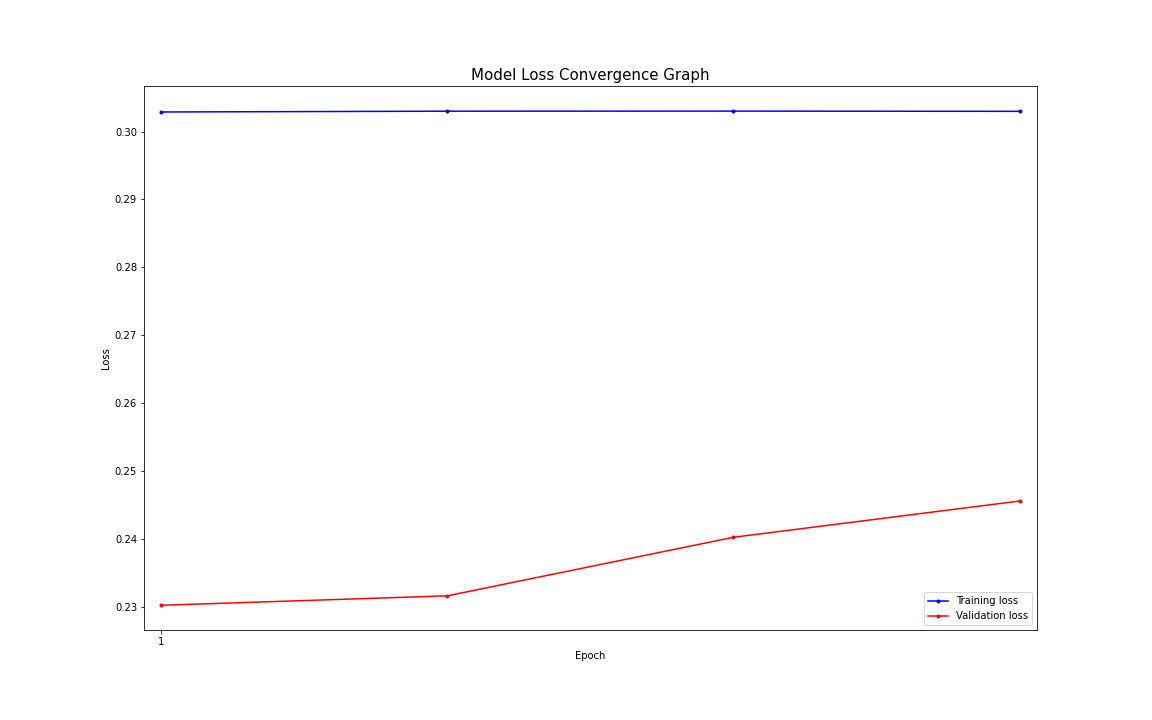 Model Loss Convergence Graph
0.30
0.29
0.28
0.27
0.26
0.25
0.24
0.23
Loss
Training loss
Validation loss
1
Epoch